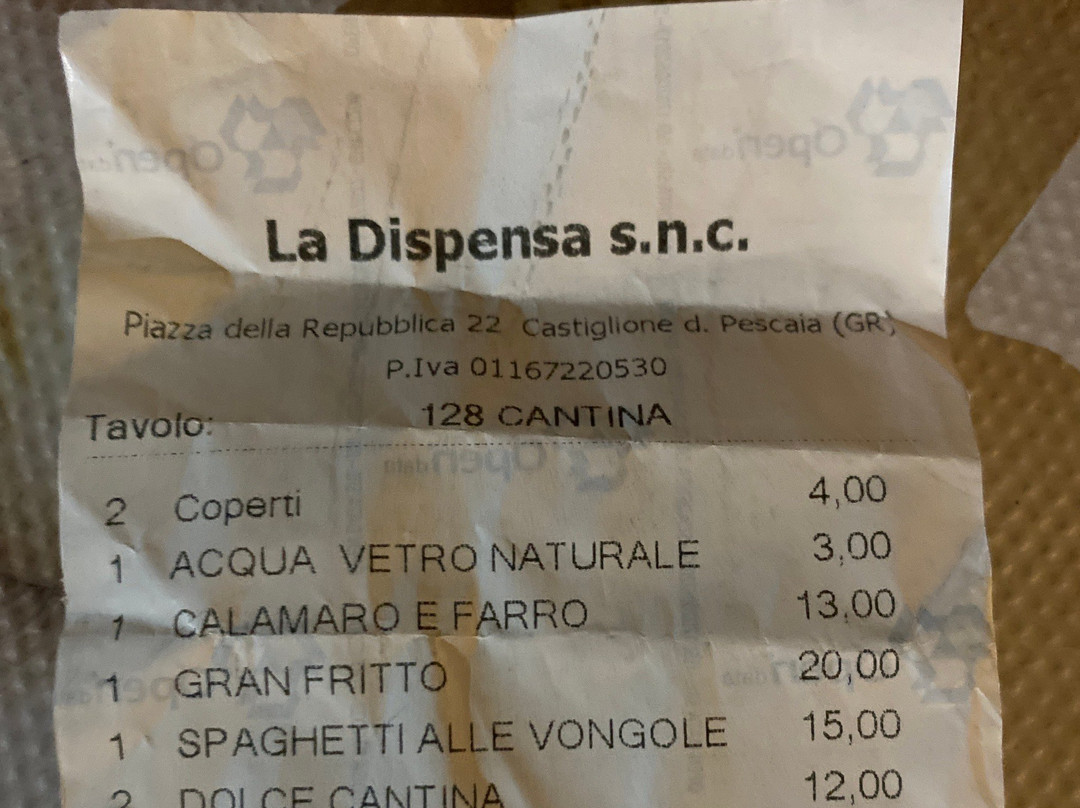 La Dispensa s.n.c.
Piazza della Repubblica 22 Castiglione d. Pescaia (GR)
P.Iva 01167220530
Tavolo: 128 CANTINA
2 Coperti 4,00
1 ACQUA VETRO NATURALE 3,00
1 CALAMARO E FARRO 13,00
1 GRAN FRITTO 20,00
1 SPAGHETTI ALLE VONGOLE 15,00
2 DOLCE CANTINA 12,00